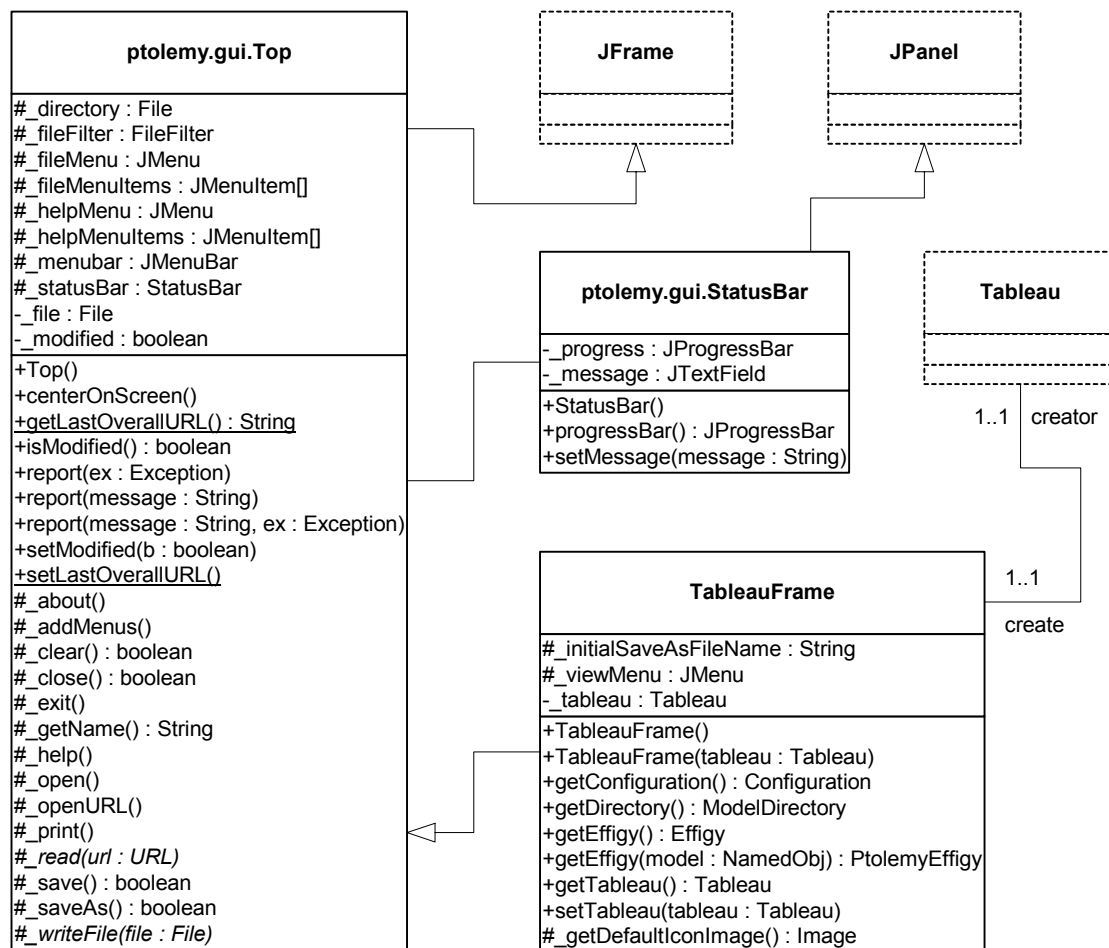 ptolemy.gui.Top
#_directory : File
#_fileFilter : FileFilter
#_fileMenu : JMenu
#_fileMenuItems : JMenuItem[]
#_helpMenu : JMenu
#_helpMenuItems : JMenuItem[]
#_menubar : JMenuBar
#_statusBar : StatusBar
-_file : File
-_modified : boolean
+Top()
+centerOnScreen()
+getLastOverallURL() : String
+isModified() : boolean
+report(ex : Exception)
+report(message : String)
+report(message : String, ex : Exception)
+setModified(b : boolean)
+setLastOverallURL()
#_about()
#_addMenus()
#_clear() : boolean
#_close() : boolean
#_exit()
#_getName() : String
#_help()
#_open()
#_openURL()
#_print()
#_read(url : URL)
#_save() : boolean
#_saveAs() : boolean
#_writeFile(file : File)
JFrame
JPanel
ptolemy.gui.StatusBar
-_progress : JProgressBar
-_message : JTextField
+StatusBar()
+progressBar() : JProgressBar
+setMessage(message : String)
Tableau
1..1 creator
1..1
create
TableauFrame
#_initialSaveAsFileName : String
#_viewMenu : JMenu
-_tableau : Tableau
+TableauFrame()
+TableauFrame(tableau : Tableau)
+getConfiguration() : Configuration
+getDirectory() : ModelDirectory
+getEffigy() : Effigy
+getEffigy(model : NamedObj) : PtolemyEffigy
+getTableau() : Tableau
+setTableau(tableau : Tableau)
#_getDefaultIconImage() : Image